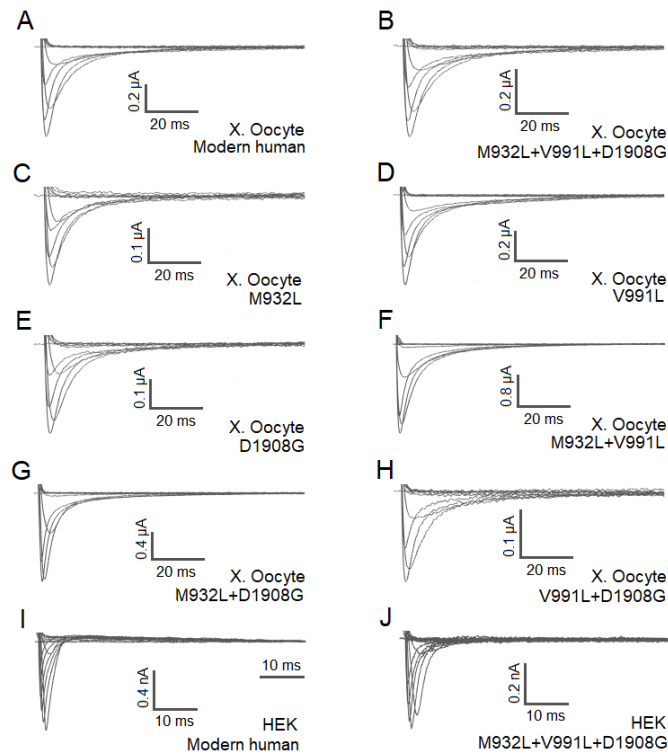 A
0.2 µA
20 ms
X. Oocyte
Modern human
B
0.2 µA
20 ms
X. Oocyte
M932L+V991L+D1908G
C
0.1 µA
20 ms
X. Oocyte
M932L
D
0.2 µA
20 ms
X. Oocyte
V991L
E
0.1 µA
20 ms
X. Oocyte
D1908G
F
0.8 µA
20 ms
X. Oocyte
M932L+V991L
G
0.4 µA
20 ms
X. Oocyte
M932L+D1908G
H
0.1 µA
20 ms
X. Oocyte
V991L+D1908G
I
10 ms
0.4 nA
10 ms
HEK
Modern human
J
0.2 nA
10 ms
HEK
M932L+V991L+D1908G